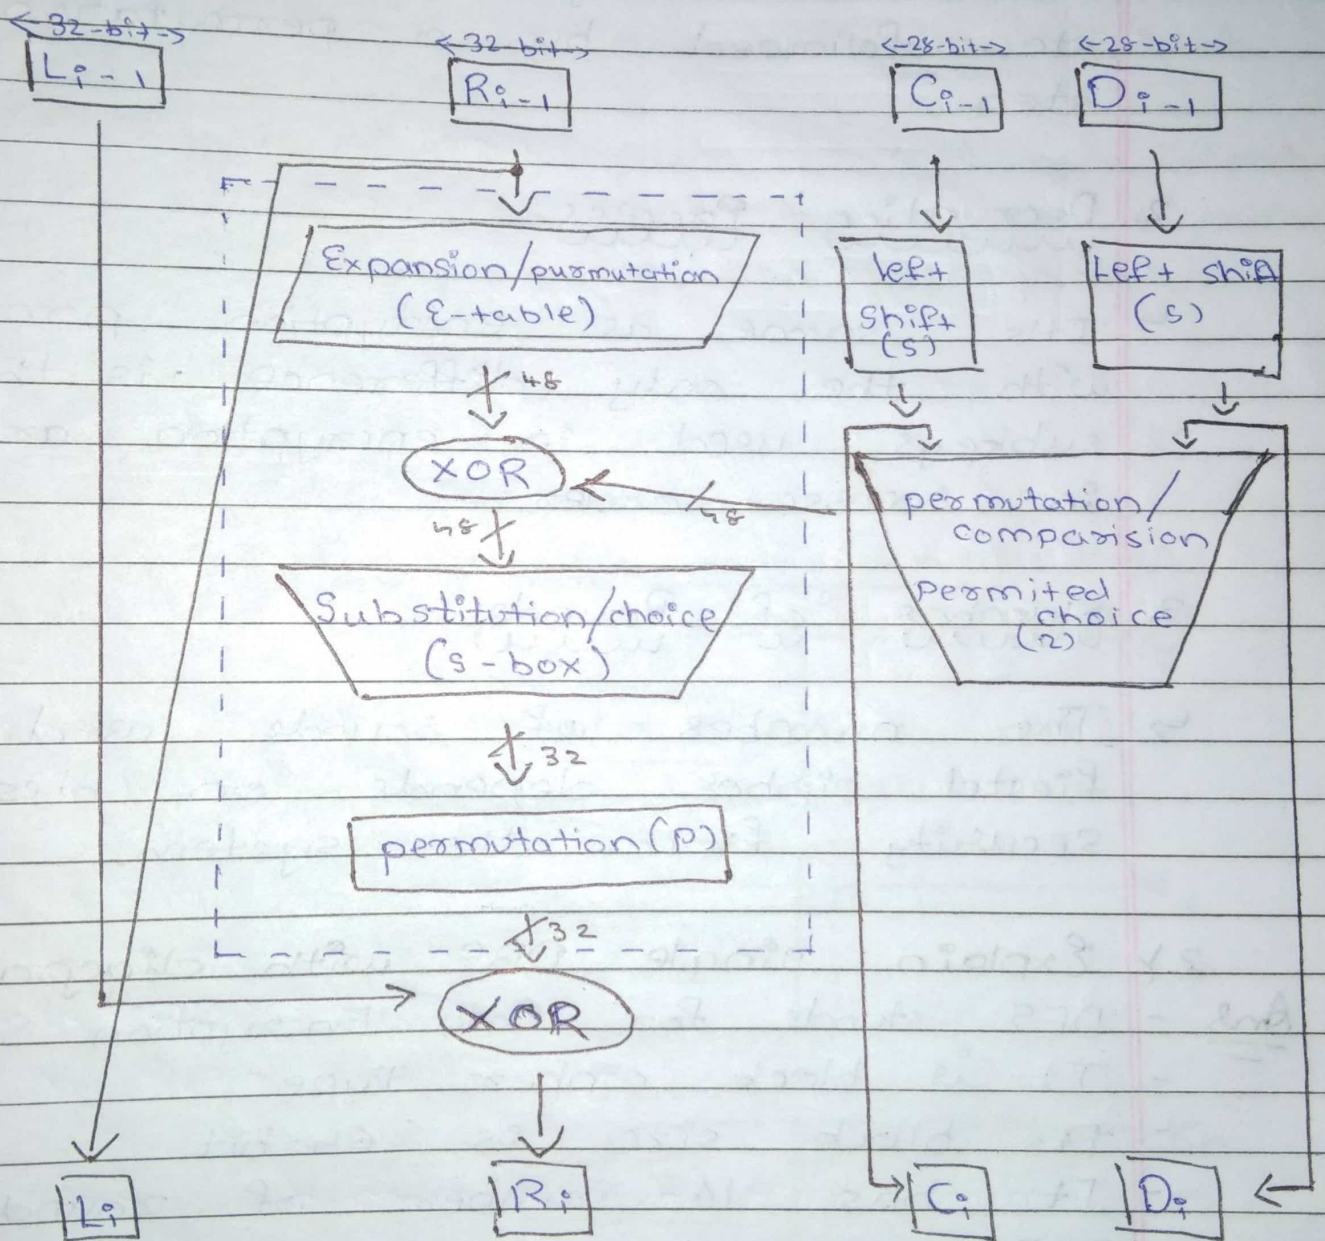 32-bit
32-bit
28-bit
28-bit
Li-1
Ri-1
Ci-1
Di-1
Expansion/purmutation
(E-table)
left
shift
(s)
Left shift
(s)
48
XOR
48
48
permutation/
comparision
permited
choice
(2)
Substitution/choice
(s-box)
32
permutation(p)
32
XOR
Li
Ri
Ci
Di